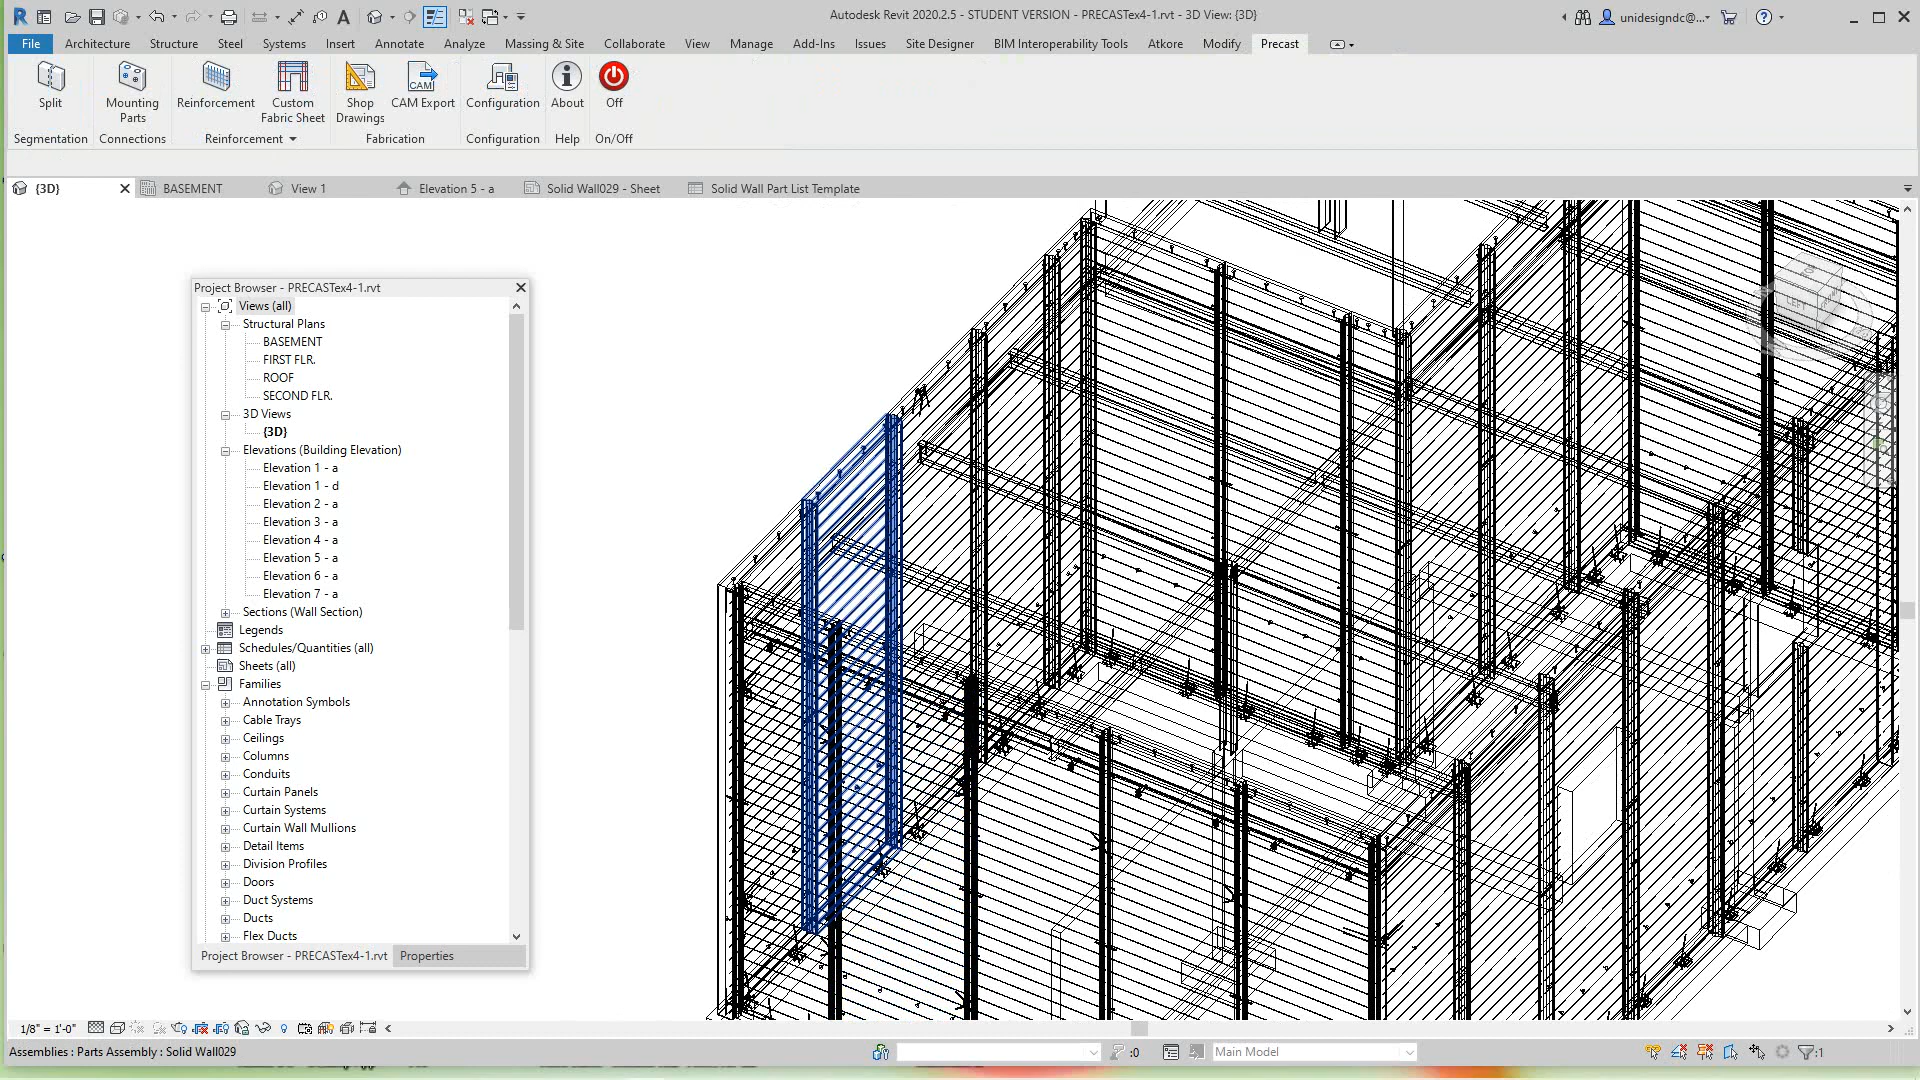 Autodesk Revit 2020.2.5 - STUDENT VERSION - PRECASTex4-1.rvt - 3D View: {3D}
unidesigndc@...
File Architecture Structure Steel Systems Insert Annotate Analyze Massing & Site Collaborate View Manage Add-Ins Issues Site Designer BIM Interoperability Tools Atkore Modify Precast
Split
Mounting Parts
Reinforcement
Custom Fabric Sheet
Shop Drawings
CAM
CAM Export
Configuration
About
Off
Segmentation Connections Reinforcement Fabrication Configuration Help On/Off
{3D} BASEMENT View 1 Elevation 5 - a Solid Wall029 - Sheet Solid Wall Part List Template
LEFT
Project Browser - PRECASTex4-1.rvt
Views (all)
Structural Plans
BASEMENT
FIRST FLR.
ROOF
SECOND FLR.
3D Views
{3D}
Elevations (Building Elevation)
Elevation 1 - a
Elevation 1 - d
Elevation 2 - a
Elevation 3 - a
Elevation 4 - a
Elevation 5 - a
Elevation 6 - a
Elevation 7 - a
Sections (Wall Section)
Legends
Schedules/Quantities (all)
Sheets (all)
Families
Annotation Symbols
Cable Trays
Ceilings
Columns
Conduits
Curtain Panels
Curtain Systems
Curtain Wall Mullions
Detail Items
Division Profiles
Doors
Duct Systems
Ducts
Flex Ducts
Project Browser - PRECASTex4-1.rvt Properties
1/8" = 1'-0"
Assemblies : Parts Assembly : Solid Wall029
:0
Main Model
:1